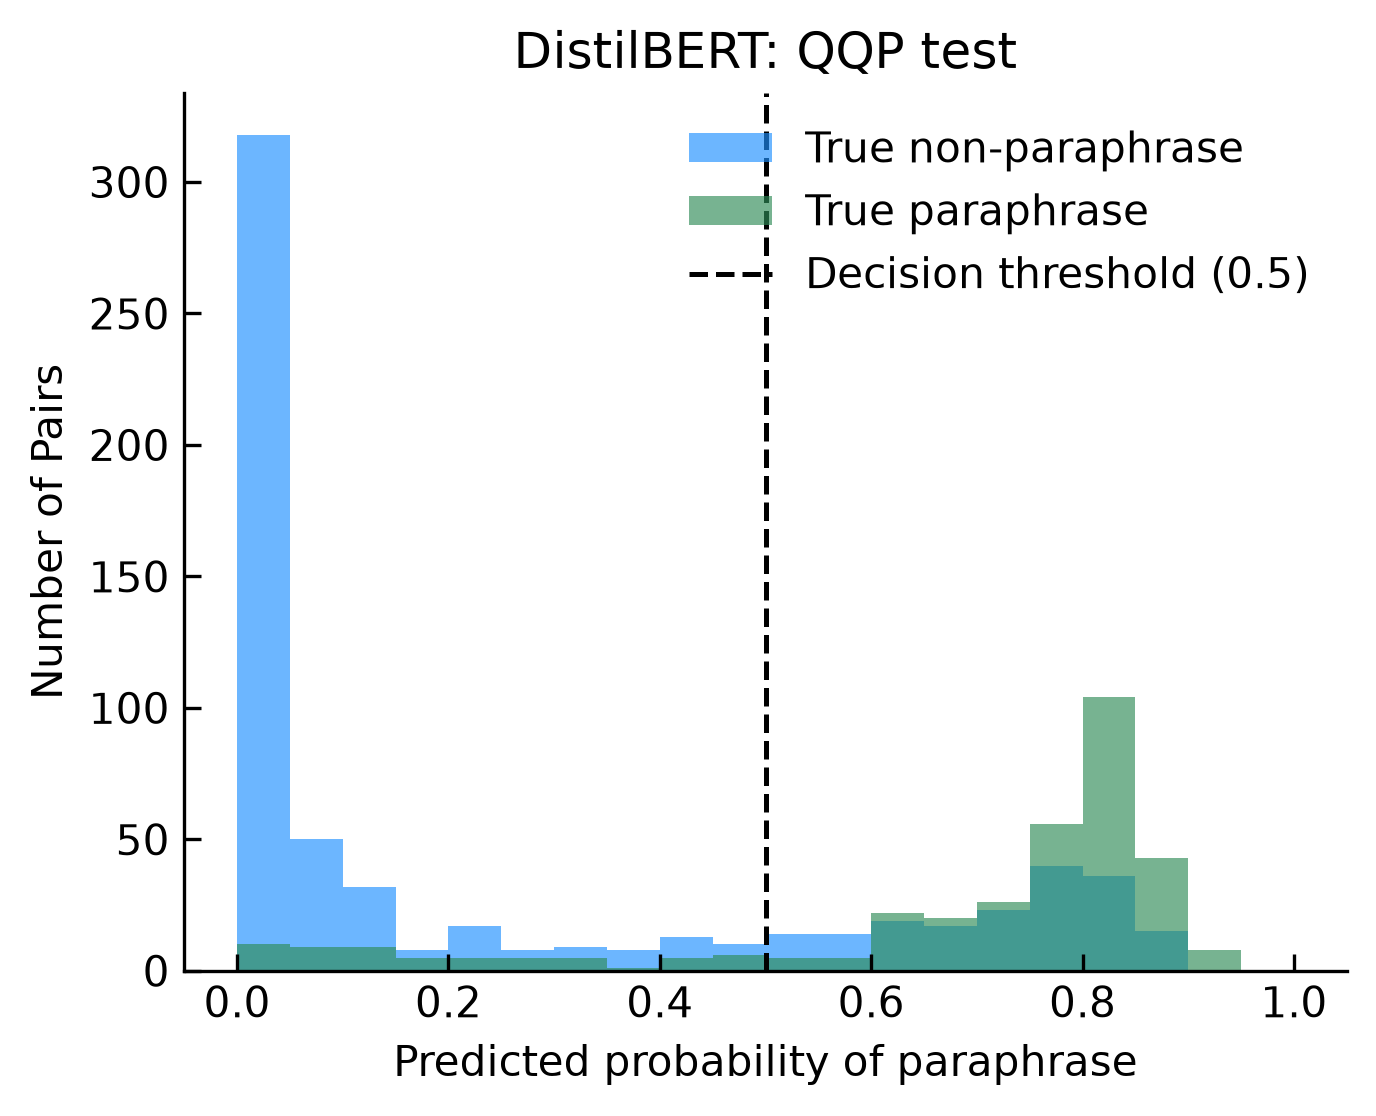 DistilBERT: QQP test
True non-paraphrase
True paraphrase
Decision threshold (0.5)
Number of Pairs
300
250
200
150
100
50
0
0.0 0.2 0.4 0.6 0.8 1.0
Predicted probability of paraphrase